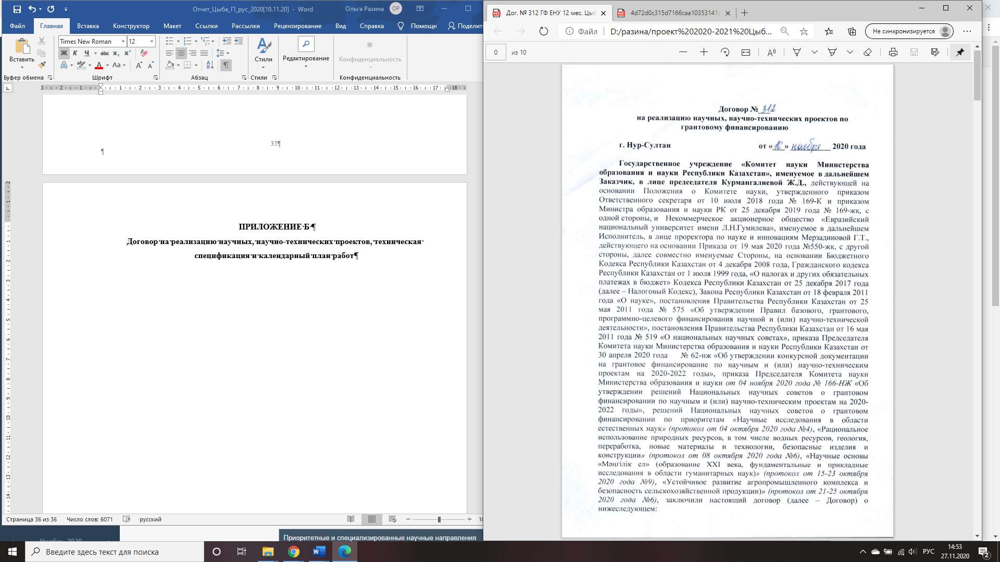 Отчет_Цыба_П_рус_2020[10.11.20] - Word
Ольга Разина
ОР
Файл
Главная
Вставка
Конструктор
Макет
Ссылки
Рассылки
Рецензирование
Вид
Справка
Помощн
Поделить
Вставить
Буфер обмена
Times New Roman
12
Шрифт
Абзац
Стили
Стили
Редактирование
Конфиденциальность
Конфиденциальность
35¶
¶
ПРИЛОЖЕНИЕ·Б·¶
Договор·на·реализацию·научных,·научно-технических·проектов,·техническая·
спецификация·и·календарный·план·работ¶
Страница 36 из 36
Число слов: 6071
русский
Дог. № 312 ГФ ЕНУ 12 мес. Цыб
4d72d0c315d7166caa10353141c
Файл
D:/разина/проект%202020-2021%20Цыб...
Не синхронизируется
0
из 10
Договор № 312
на реализацию научных, научно-технических проектов по
грантовому финансированию
г. Нур-Султан
от «16» ноября 2020 года
Государственное учреждение «Комитет науки Министерства
образования и науки Республики Казахстан», именуемое в дальнейшем
Заказчик, в лице председателя Курмангалиевой Ж.Д., действующей на
основании Положения о Комитете науки, утвержденного приказом
Ответственного секретаря от 10 июля 2018 года № 169-К и приказом
Министра образования и науки РК от 25 декабря 2019 года № 169-жк, с
одной стороны, и Некоммерческое акционерное общество «Евразийский
национальный университет имени Л.Н.Гумилева», именуемое в дальнейшем
Исполнитель, в лице проректора по науке и инновациям Мерзадиновой Г.Т.,
действующего на основании Приказа от 19 мая 2020 года №550-жк, с другой
стороны, далее совместно именуемые Стороны, на основании Бюджетного
Кодекса Республики Казахстан от 4 декабря 2008 года, Гражданского кодекса
Республики Казахстан от 1 июля 1999 года, «О налогах и других обязательных
платежах в бюджет» Кодекса Республики Казахстан от 25 декабря 2017 года
(далее – Налоговый Кодекс), Закона Республики Казахстан от 18 февраля 2011
года «О науке», постановления Правительства Республики Казахстан от 25
мая 2011 года № 575 «Об утверждении Правил базового, грантового,
программно-целевого финансирования научной и (или) научно-технической
деятельности», постановления Правительства Республики Казахстан от 16 мая
2011 года № 519 «О национальных научных советах», приказа Председателя
Комитета науки Министерства образования и науки Республики Казахстан от
30 апреля 2020 года № 62-нж «Об утверждении конкурсной документации
на грантовое финансирование по научным и (или) научно-техническим
проектам на 2020-2022 годы», приказа Председателя Комитета науки
Министерства образования и науки от 04 ноября 2020 года № 166-НЖ «Об
утверждении решений Национальных научных советов о грантовом
финансировании по научным и (или) научно-техническим проектам на 2020-
2022 годы», решений Национальных научных советов о грантовом
финансировании по приоритетам «Научные исследования в области
естественных наук» (протокол от 04 октября 2020 года №4), «Рациональное
использование природных ресурсов, в том числе водных ресурсов, геология,
переработка, новые материалы и технологии, безопасные изделия и
конструкции» (протокол от 08 октября 2020 года №6), «Научные основы
«Мәңгілік ел» (образование XXI века, фундаментальные и прикладные
исследования в области гуманитарных наук)» (протокол от 15-23 октября
2020 года №9), «Устойчивое развитие агропромышленного комплекса и
безопасность сельскохозяйственной продукции)» (протокол от 21-25 октября
2020 года №6), заключили настоящий договор (далее – Договор) о
нижеследующем:
Ноябрь 2020
Приоритетные и специализированные научные направления
Введите здесь текст для поиска
РУС
14:53
27.11.2020
2